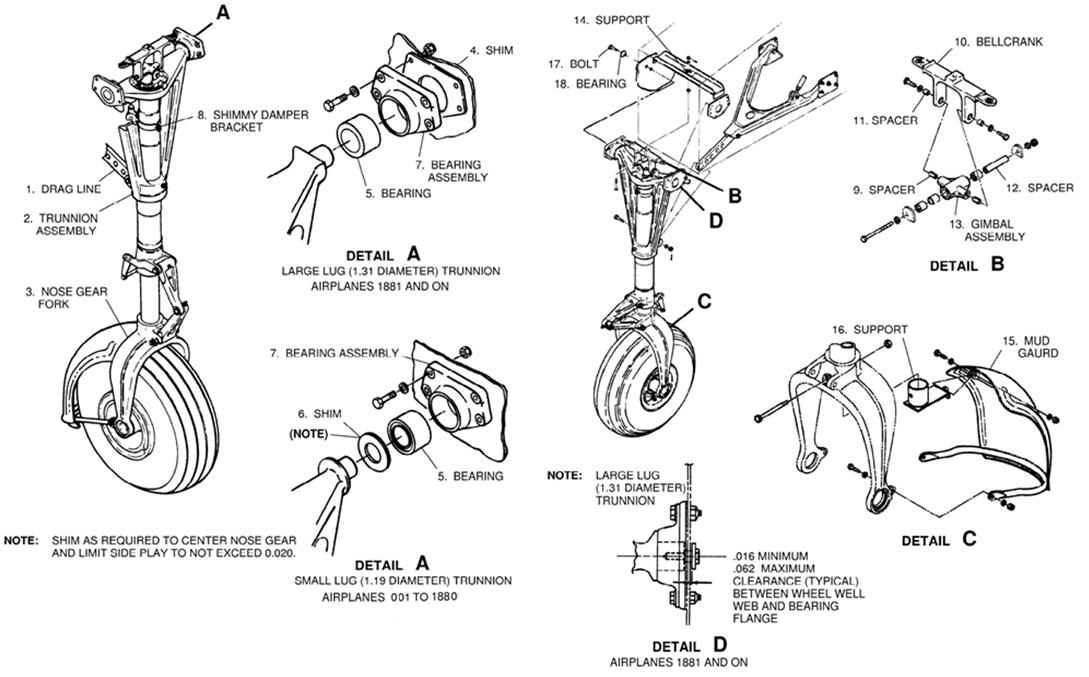 A
8. SHIMMY DAMPER
BRACKET
1. DRAG LINE
2. TRUNNION
ASSEMBLY
3. NOSE GEAR
FORK
NOTE: SHIM AS REQUIRED TO CENTER NOSE GEAR
AND LIMIT SIDE PLAY TO NOT EXCEED 0.020.
4. SHIM
7. BEARING
ASSEMBLY
5. BEARING
DETAIL A
LARGE LUG (1.31 DIAMETER) TRUNNION
AIRPLANES 1881 AND ON
7. BEARING ASSEMBLY
6. SHIM
(NOTE)
5. BEARING
DETAIL A
SMALL LUG (1.19 DIAMETER) TRUNNION
AIRPLANES 001 TO 1880
14. SUPPORT
17. BOLT
18. BEARING
B
D
C
10. BELLCRANK
11. SPACER
9. SPACER
12. SPACER
13. GIMBAL
ASSEMBLY
DETAIL B
16. SUPPORT
15. MUD
GAURD
DETAIL C
NOTE: LARGE LUG
(1.31 DIAMETER)
TRUNNION
.016 MINIMUM
.062 MAXIMUM
CLEARANCE (TYPICAL)
BETWEEN WHEEL WELL
WEB AND BEARING
FLANGE
DETAIL D
AIRPLANES 1881 AND ON